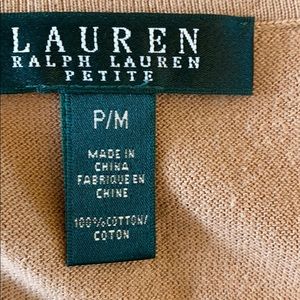 LAUREN
RALPH LAUREN
PETITE
P/M
MADE IN
CHINA
FABRIQUE EN
CHINE
100%COTTON/
COTON